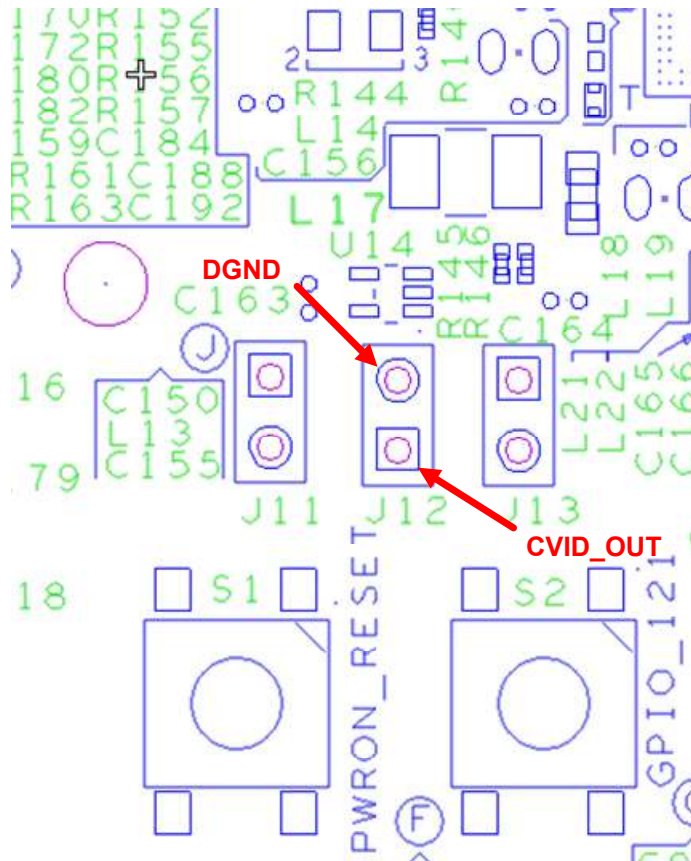 170R152
172R155
180R156
182R157
159C184
R161C188
R163C192
2 3
R144
L14
C156
R14
T
L17
U14
R145
R146
L18
L19
DGND
C163
C164
J
16
C150
L13
C155
79
L21
L22
C165
C166
J11
J12
J13
CVID_OUT
18
S1
PWRON_RESET
S2
GPIO_121
F